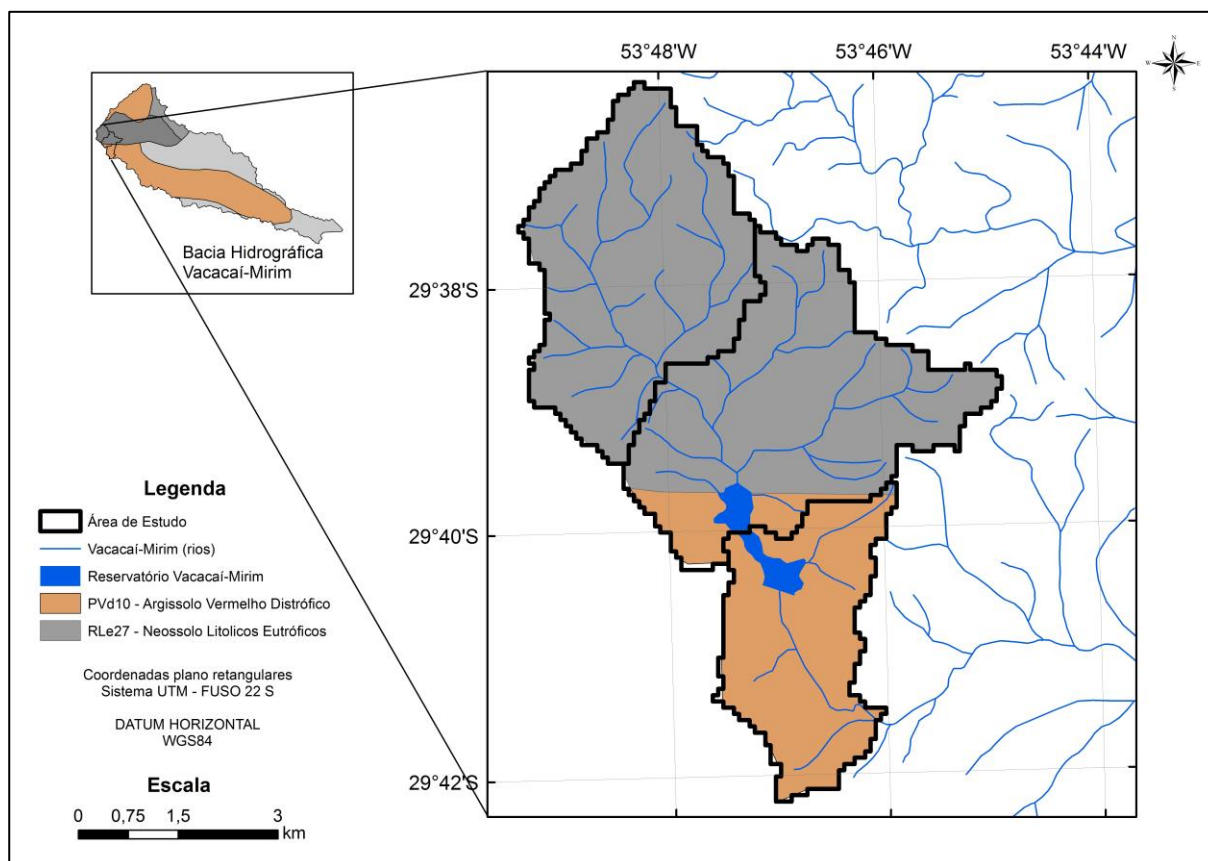 53°48'W 53°46'W 53°44'W
N
W E
S
Bacia Hidrográfica
Vacacaí-Mirim
29°38'S
29°40'S
29°42'S
Legenda
Área de Estudo
Vacacaí-Mirim (rios)
Reservatório Vacacaí-Mirim
PVd10 - Argissolo Vermelho Distrófico
RLe27 - Neossolo Litolicos Eutróficos
Coordenadas plano retangulares
Sistema UTM - FUSO 22 S
DATUM HORIZONTAL
WGS84
Escala
0 0,75 1,5 3
km